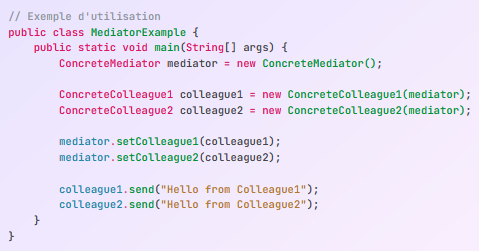 // Exemple d'utilisation
public class MediatorExample {
    public static void main(String[] args) {
        ConcreteMediator mediator = new ConcreteMediator();

        ConcreteColleague1 colleague1 = new ConcreteColleague1(mediator);
        ConcreteColleague2 colleague2 = new ConcreteColleague2(mediator);

        mediator.setColleague1(colleague1);
        mediator.setColleague2(colleague2);

        colleague1.send("Hello from Colleague1");
        colleague2.send("Hello from Colleague2");
    }
}